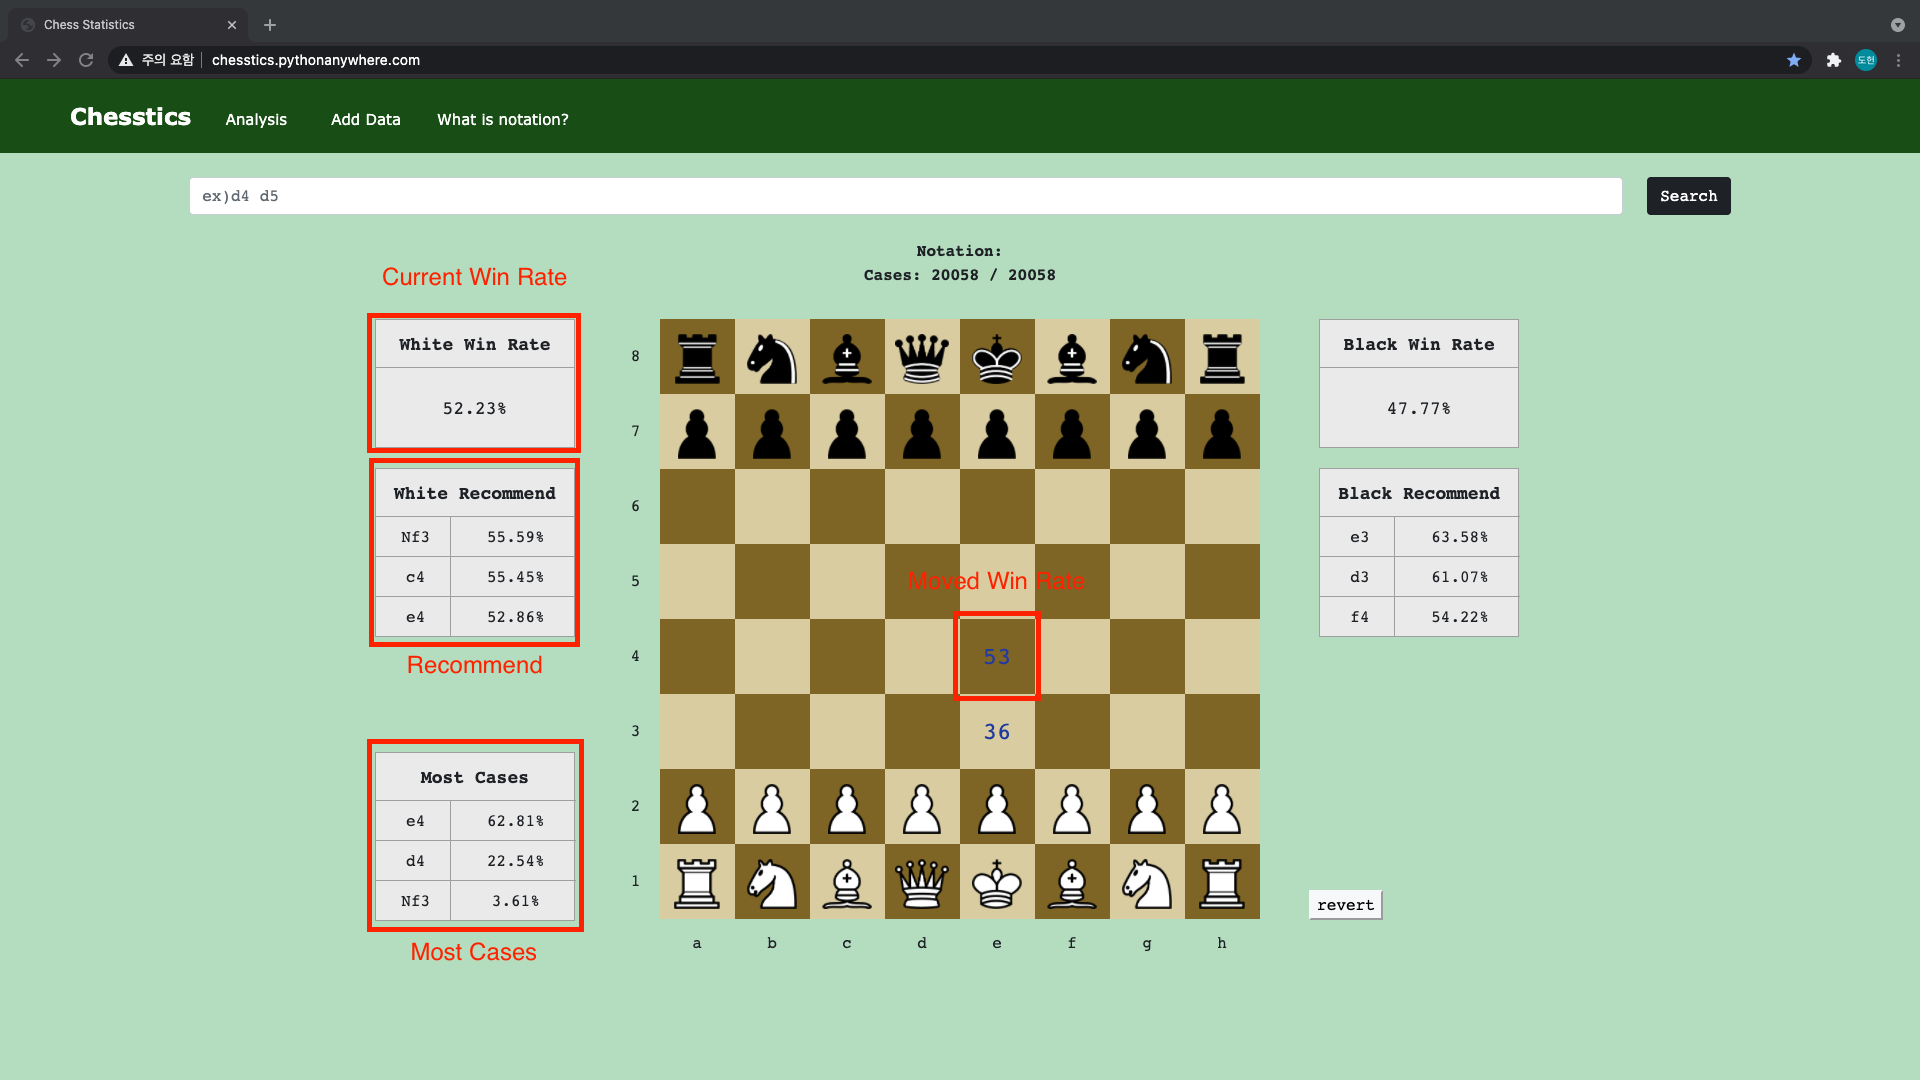 Chess Statistics
주의 요함 chesstics.pythonanywhere.com
도현
Chesstics Analysis Add Data What is notation?
ex)d4 d5 Search
Notation:
Cases: 20058 / 20058
Current Win Rate
White Win Rate
52.23%
White Recommend
Nf3 55.59%
c4 55.45%
e4 52.86%
Recommend
Most Cases
e4 62.81%
d4 22.54%
Nf3 3.61%
Most Cases
8
7
6
5
4
3
2
1
Moved Win Rate
53
36
a b c d e f g h
Black Win Rate
47.77%
Black Recommend
e3 63.58%
d3 61.07%
f4 54.22%
revert